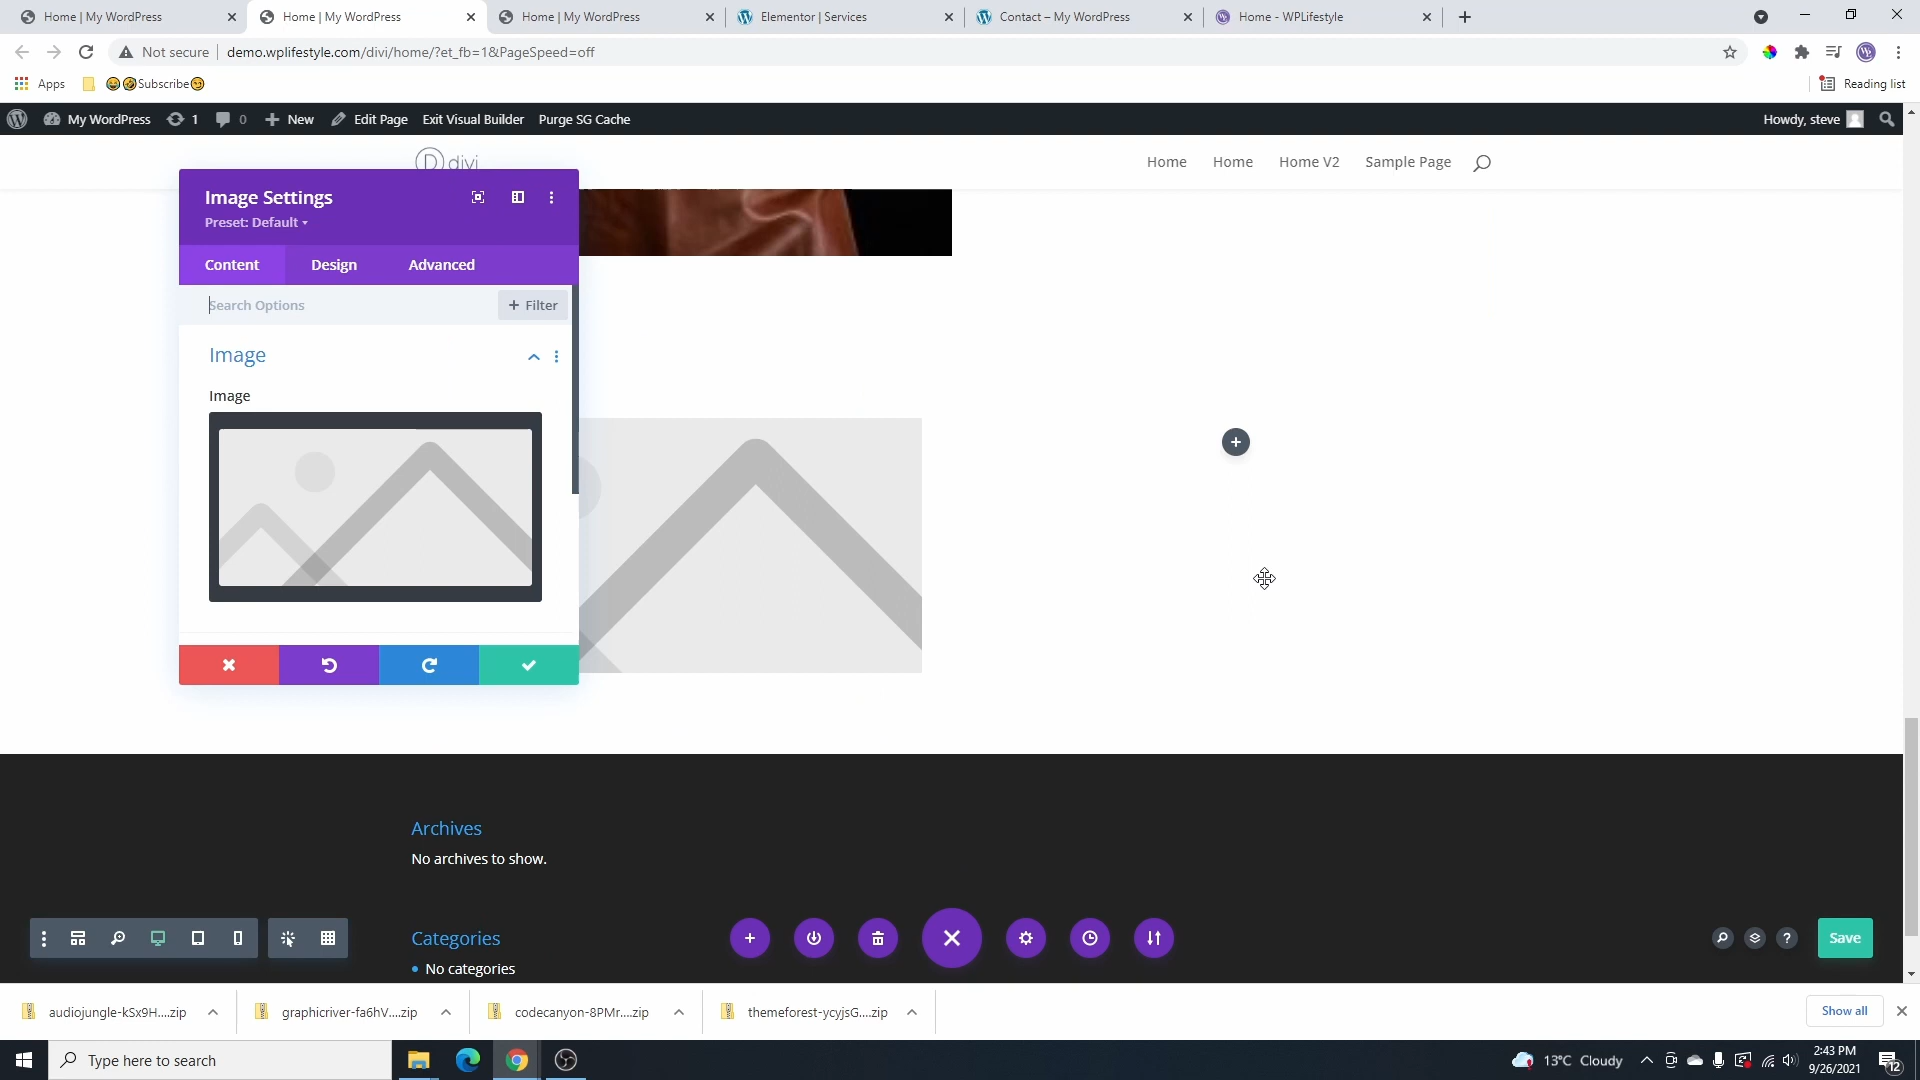 Home | My WordPress
Home | My WordPress
Home | My WordPress
Elementor | Services
Contact – My WordPress
Home - WPLifestyle
Not secure
demo.wplifestyle.com/divi/home/?et_fb=1&PageSpeed=off
Apps
😂🤣Subscribe😏
Reading list
My WordPress
1
0
New
Edit Page
Exit Visual Builder
Purge SG Cache
Howdy, steve
D divi
Home
Home
Home V2
Sample Page
Image Settings
Preset: Default
Content
Design
Advanced
Search Options
+ Filter
Image
Image
Archives
No archives to show.
Categories
No categories
?
Save
audiojungle-kSx9H....zip
graphicriver-fa6hV....zip
codecanyon-8PMr....zip
themeforest-ycyjsG....zip
Show all
Type here to search
13°C Cloudy
2:43 PM
9/26/2021
12